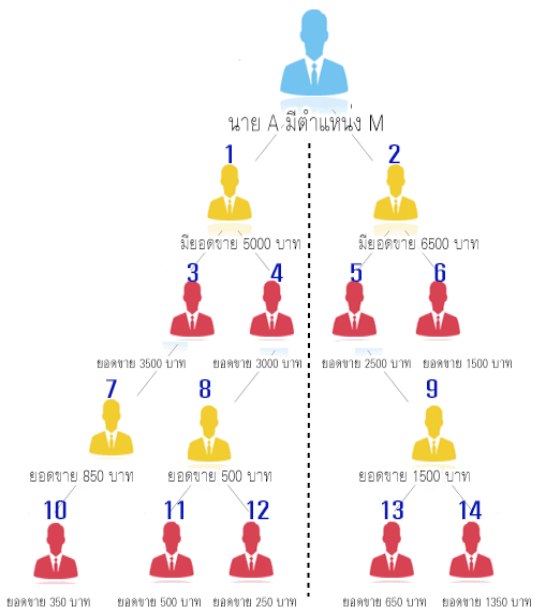 นาย A มีตำแหน่ง M
1 2
มียอดขาย 5000 บาท มียอดขาย 6500 บาท
3 4 5 6
ยอดขาย 3500 บาท ยอดขาย 3000 บาท ยอดขาย 2500 บาท ยอดขาย 1500 บาท
7 8 9
ยอดขาย 850 บาท ยอดขาย 500 บาท ยอดขาย 1500 บาท
10 11 12 13 14
ยอดขาย 350 บาท ยอดขาย 500 บาท ยอดขาย 250 บาท ยอดขาย 650 บาท ยอดขาย 1350 บาท